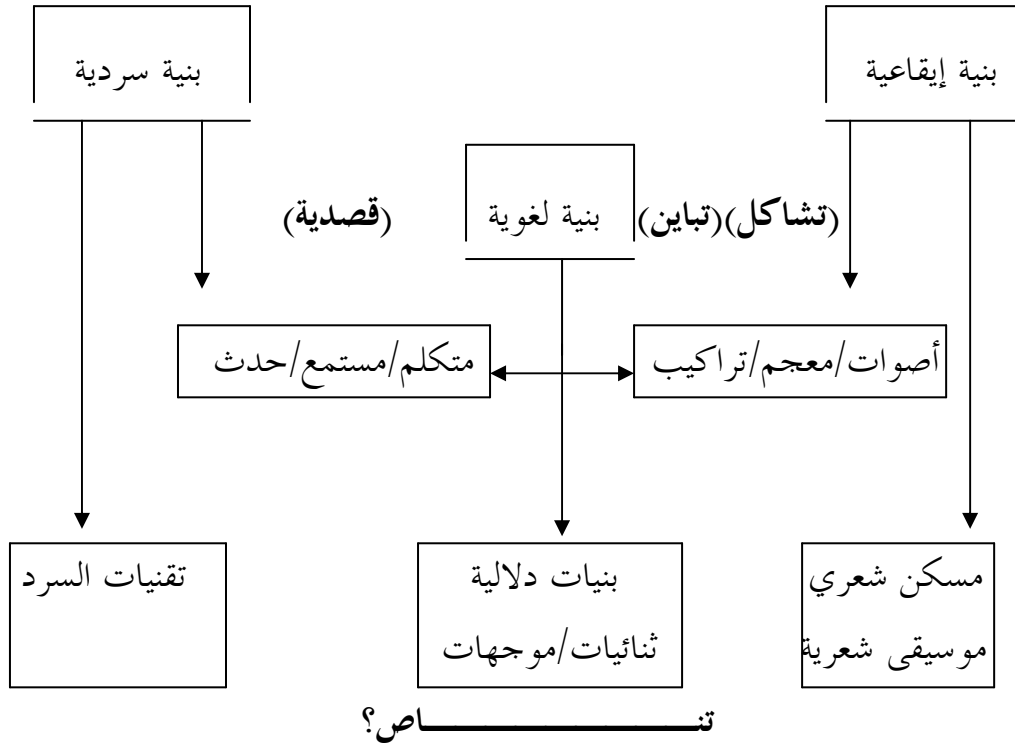 بنية إيقاعية
بنية سردية
(تشاكل)(تباين)
بنية لغوية
(قصدية)
أصوات/معجم/تراكيب
متكلم/مستمع/حدث
مسكن شعري
موسيقى شعرية
بنيات دلالية
ثنائيات/موجهات
تقنيات السرد
تنـــــــــــــــــــــــاص؟